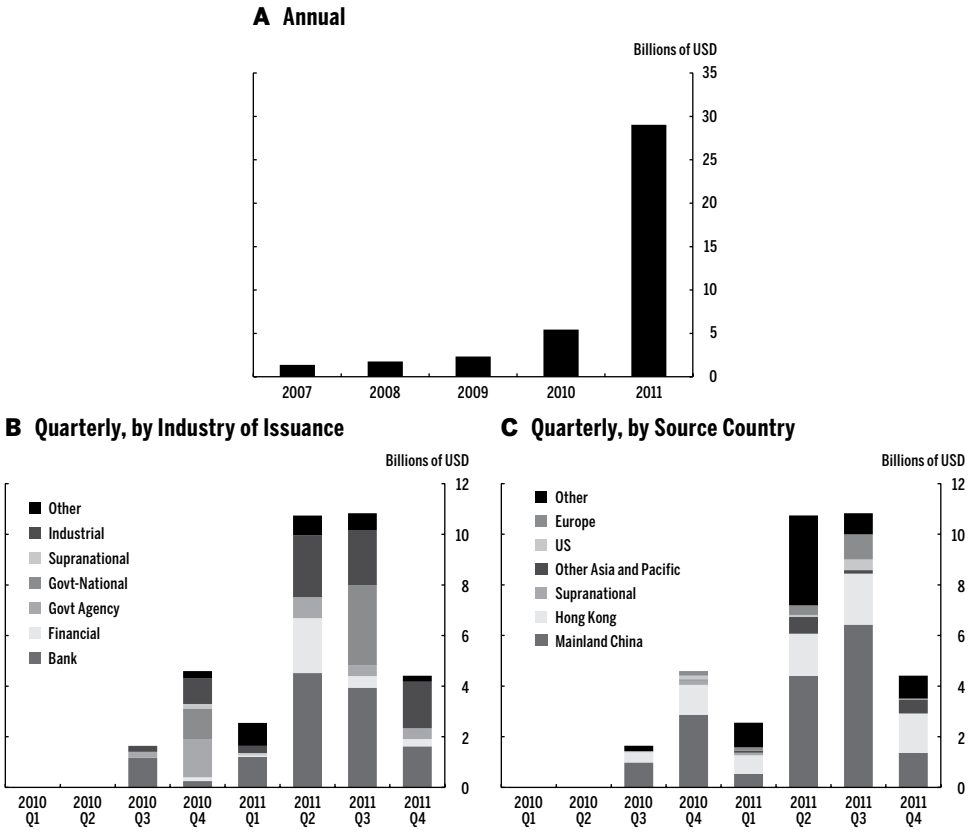 A Annual
Billions of USD
35
30
25
20
15
10
5
0
2007 2008 2009 2010 2011
B Quarterly, by Industry of Issuance
Billions of USD
12
10
8
6
4
2
0
Other
Industrial
Supranational
Govt-National
Govt Agency
Financial
Bank
2010 2010 2010 2010 2011 2011 2011 2011
Q1 Q2 Q3 Q4 Q1 Q2 Q3 Q4
C Quarterly, by Source Country
Billions of USD
12
10
8
6
4
2
0
Other
Europe
US
Other Asia and Pacific
Supranational
Hong Kong
Mainland China
2010 2010 2010 2010 2011 2011 2011 2011
Q1 Q2 Q3 Q4 Q1 Q2 Q3 Q4